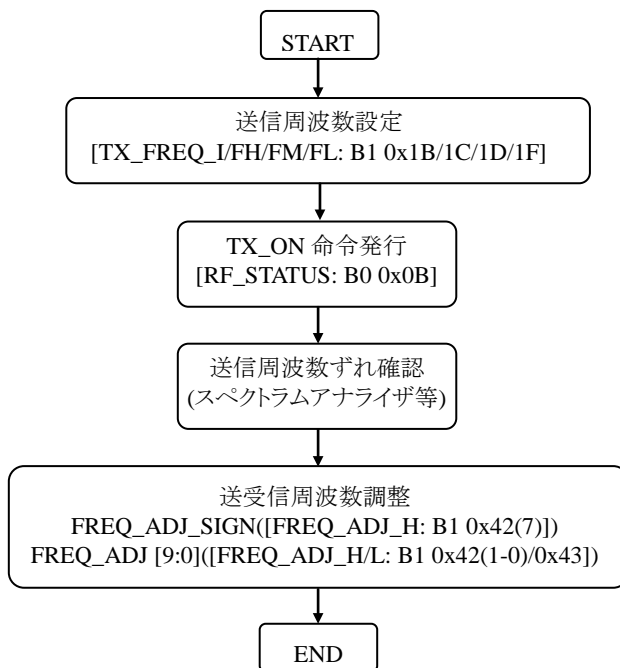 START
送信周波数設定
[TX_FREQ_I/FH/FM/FL: B1 0x1B/1C/1D/1F]
TX_ON 命令発行
[RF_STATUS: B0 0x0B]
送信周波数ずれ確認
(スペクトラムアナライザ等)
送受信周波数調整
FREQ_ADJ_SIGN([FREQ_ADJ_H: B1 0x42(7)])
FREQ_ADJ [9:0]([FREQ_ADJ_H/L: B1 0x42(1-0)/0x43])
END